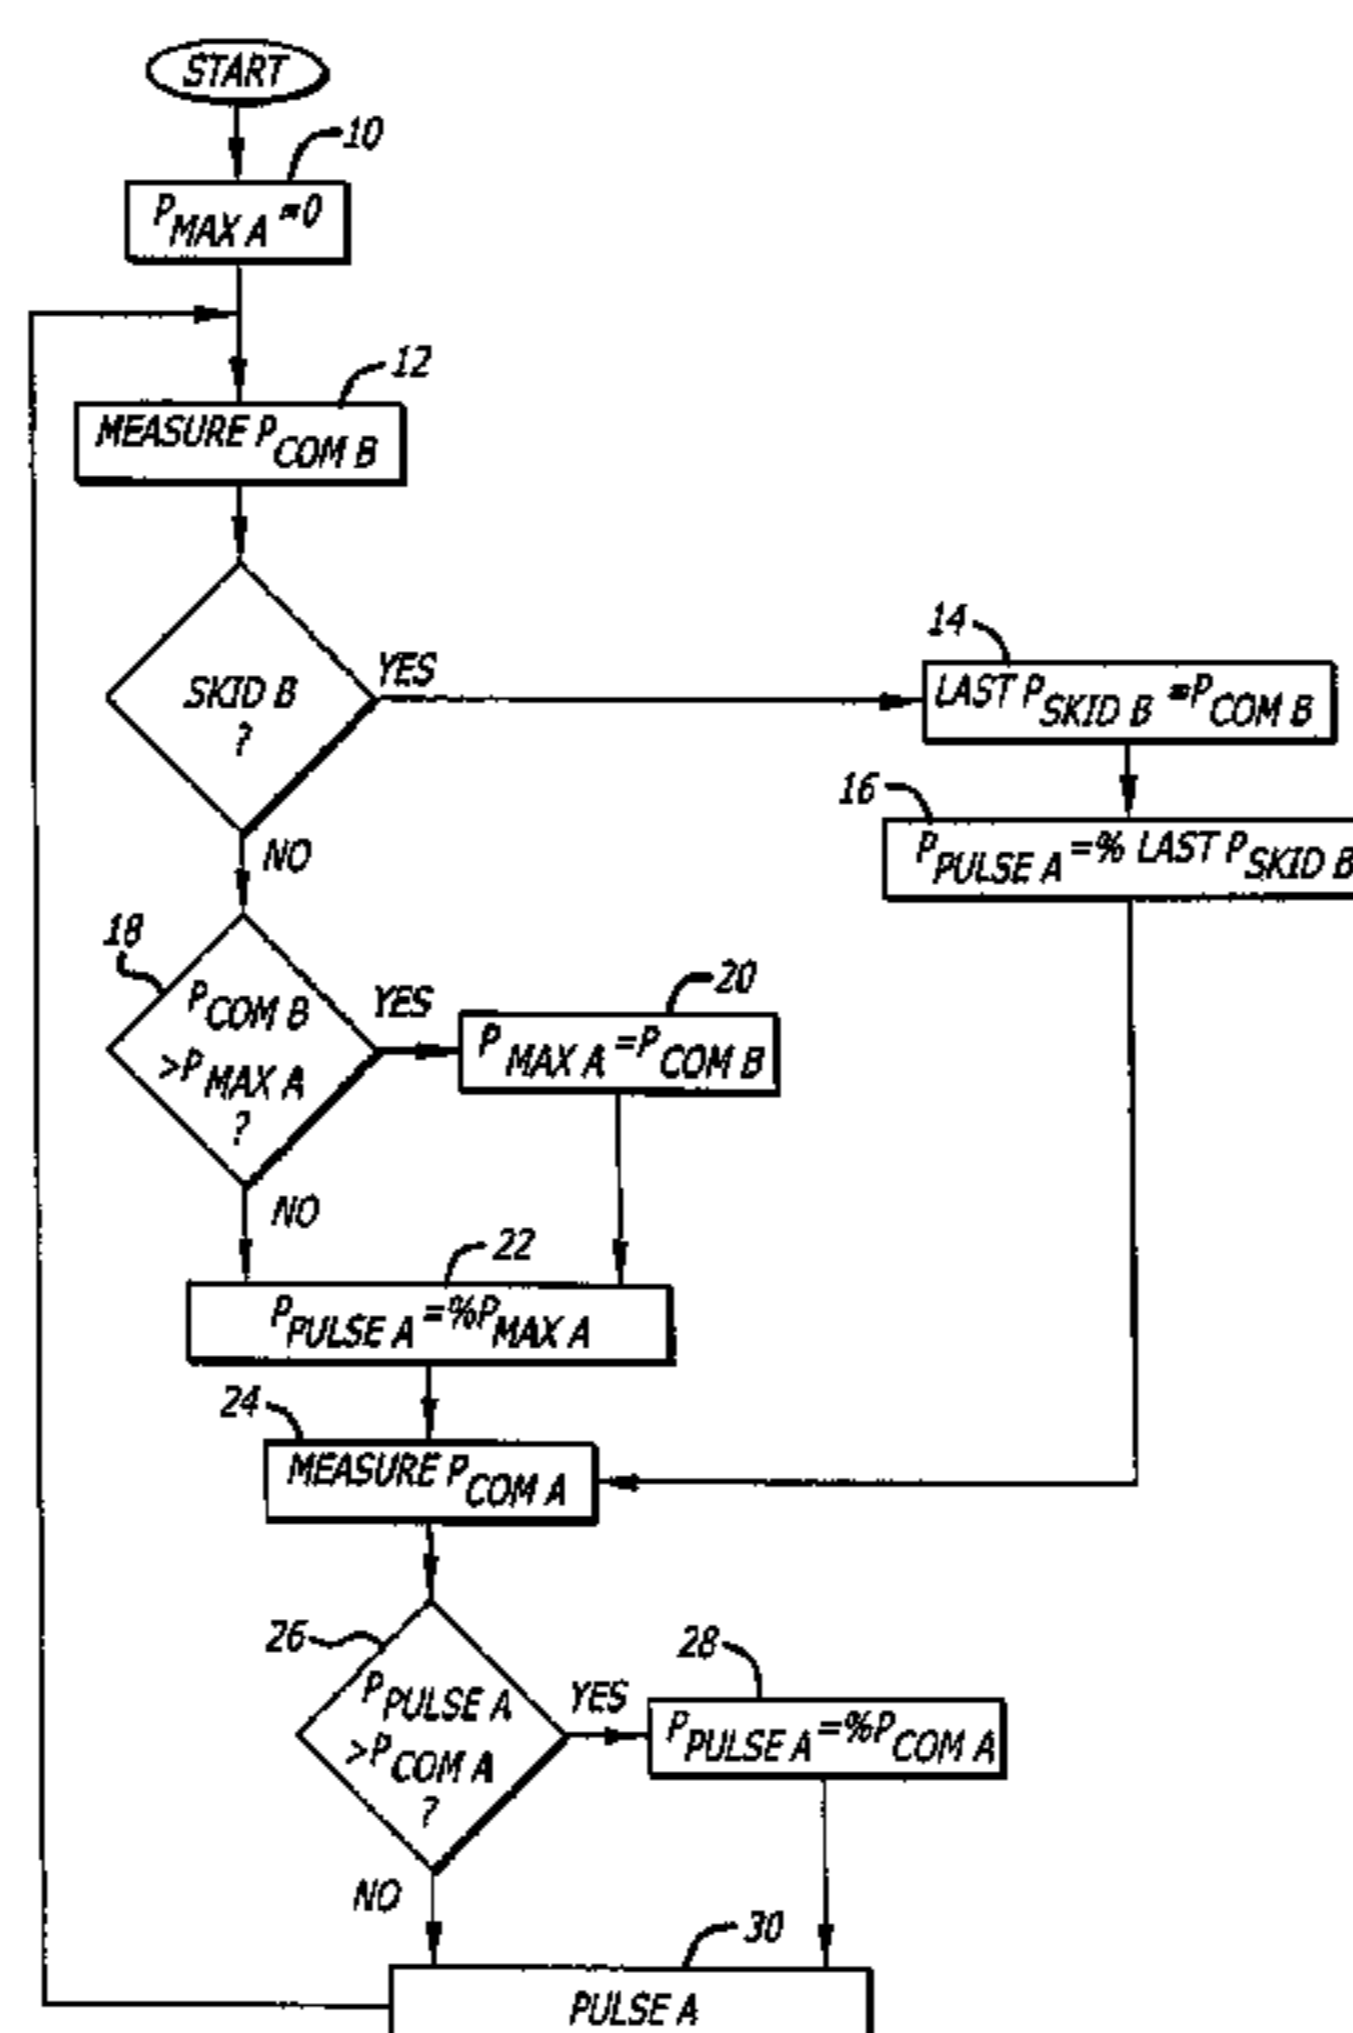 START
10
P MAX A =0
12
MEASURE P COM B
SKID B
?
YES
NO
14
LAST P SKID B =P COM B
16
P PULSE A =% LAST P SKID B
18
P COM B
>P MAX A
?
YES
NO
20
P MAX A =P COM B
22
P PULSE A =%P MAX A
24
MEASURE P COM A
26
P PULSE A
>P COM A
?
YES
NO
28
P PULSE A =%P COM A
30
PULSE A